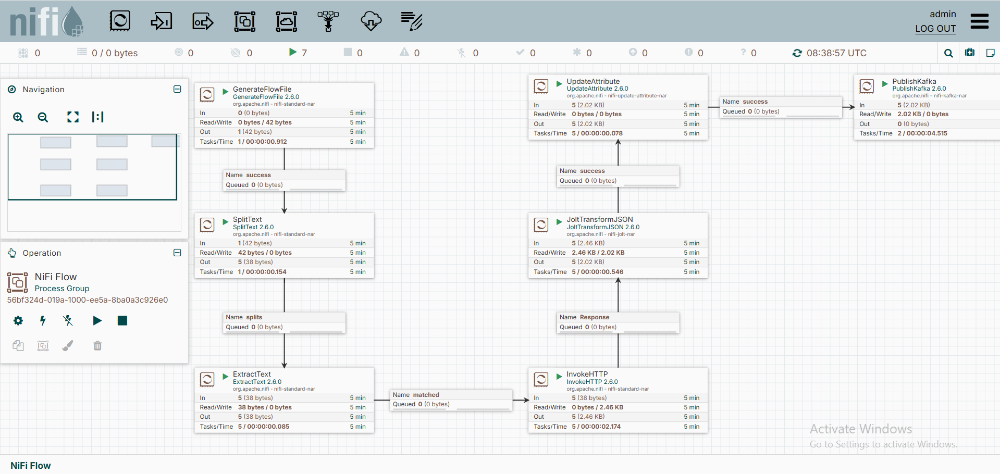 nifi
admin
LOG OUT
0
0 / 0 bytes
0
0
7
0
0
0
0
0
0
0
? 0
08:38:57 UTC
Navigation
Operation
NiFi Flow
Process Group
56bf324d-019a-1000-ee5a-8ba0a3c926e0
GenerateFlowFile
GenerateFlowFile 2.6.0
org.apache.nifi - nifi-standard-nar
In 0 (0 bytes) 5 min
Read/Write 0 bytes / 42 bytes 5 min
Out 1 (42 bytes) 5 min
Tasks/Time 1 / 00:00:00.912 5 min
Name success
Queued 0 (0 bytes)
SplitText
SplitText 2.6.0
org.apache.nifi - nifi-standard-nar
In 1 (42 bytes) 5 min
Read/Write 42 bytes / 0 bytes 5 min
Out 5 (38 bytes) 5 min
Tasks/Time 1 / 00:00:00.154 5 min
Name splits
Queued 0 (0 bytes)
ExtractText
ExtractText 2.6.0
org.apache.nifi - nifi-standard-nar
In 5 (38 bytes) 5 min
Read/Write 38 bytes / 0 bytes 5 min
Out 5 (38 bytes) 5 min
Tasks/Time 5 / 00:00:00.085 5 min
Name matched
Queued 0 (0 bytes)
InvokeHTTP
InvokeHTTP 2.6.0
org.apache.nifi - nifi-standard-nar
In 5 (38 bytes) 5 min
Read/Write 0 bytes / 2.46 KB 5 min
Out 5 (2.46 KB) 5 min
Tasks/Time 5 / 00:00:02.174 5 min
Name Response
Queued 0 (0 bytes)
JoltTransformJSON
JoltTransformJSON 2.6.0
org.apache.nifi - nifi-jolt-nar
In 5 (2.46 KB) 5 min
Read/Write 2.46 KB / 2.02 KB 5 min
Out 5 (2.02 KB) 5 min
Tasks/Time 5 / 00:00:00.546 5 min
Name success
Queued 0 (0 bytes)
UpdateAttribute
UpdateAttribute 2.6.0
org.apache.nifi - nifi-update-attribute-nar
In 5 (2.02 KB) 5 min
Read/Write 0 bytes / 0 bytes 5 min
Out 5 (2.02 KB) 5 min
Tasks/Time 5 / 00:00:00.078 5 min
Name success
Queued 0 (0 bytes)
PublishKafka
PublishKafka 2.6.0
org.apache.nifi - nifi-kafka-nar
In 5 (2.02 KB)
Read/Write 2.02 KB / 0 bytes
Out 0 (0 bytes)
Tasks/Time 2 / 00:00:04.515
Activate Windows
Go to Settings to activate Windows.
NiFi Flow